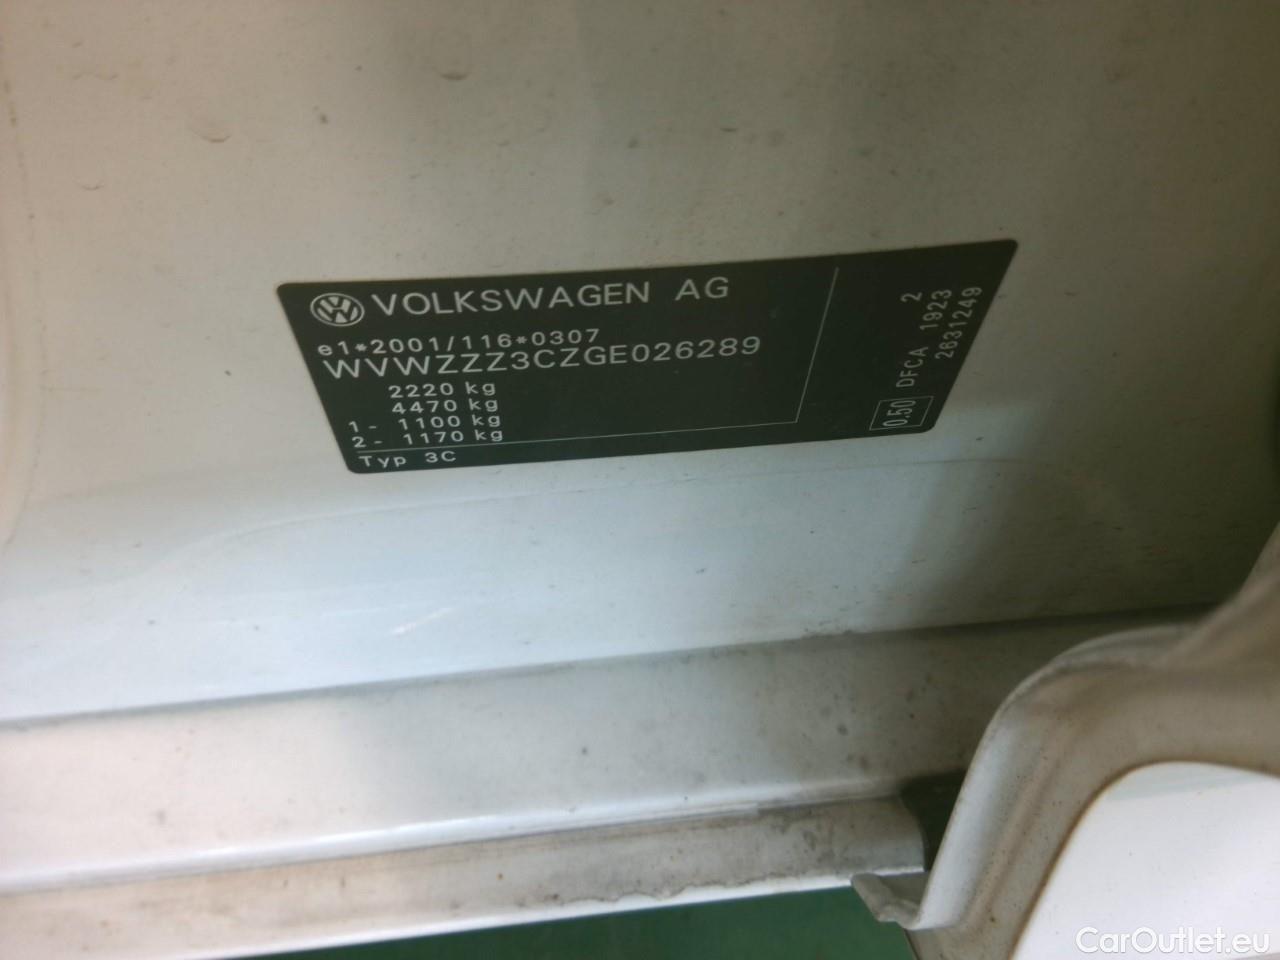 VOLKSWAGEN AG
e1*2001/116*0307
WVWZZZ3CZGE026289
2220 kg
4470 kg
1- 1100 kg
2- 1170 kg
Typ 3C
2
0.50 DFCA 1923
2631249
CarOutlet.eu